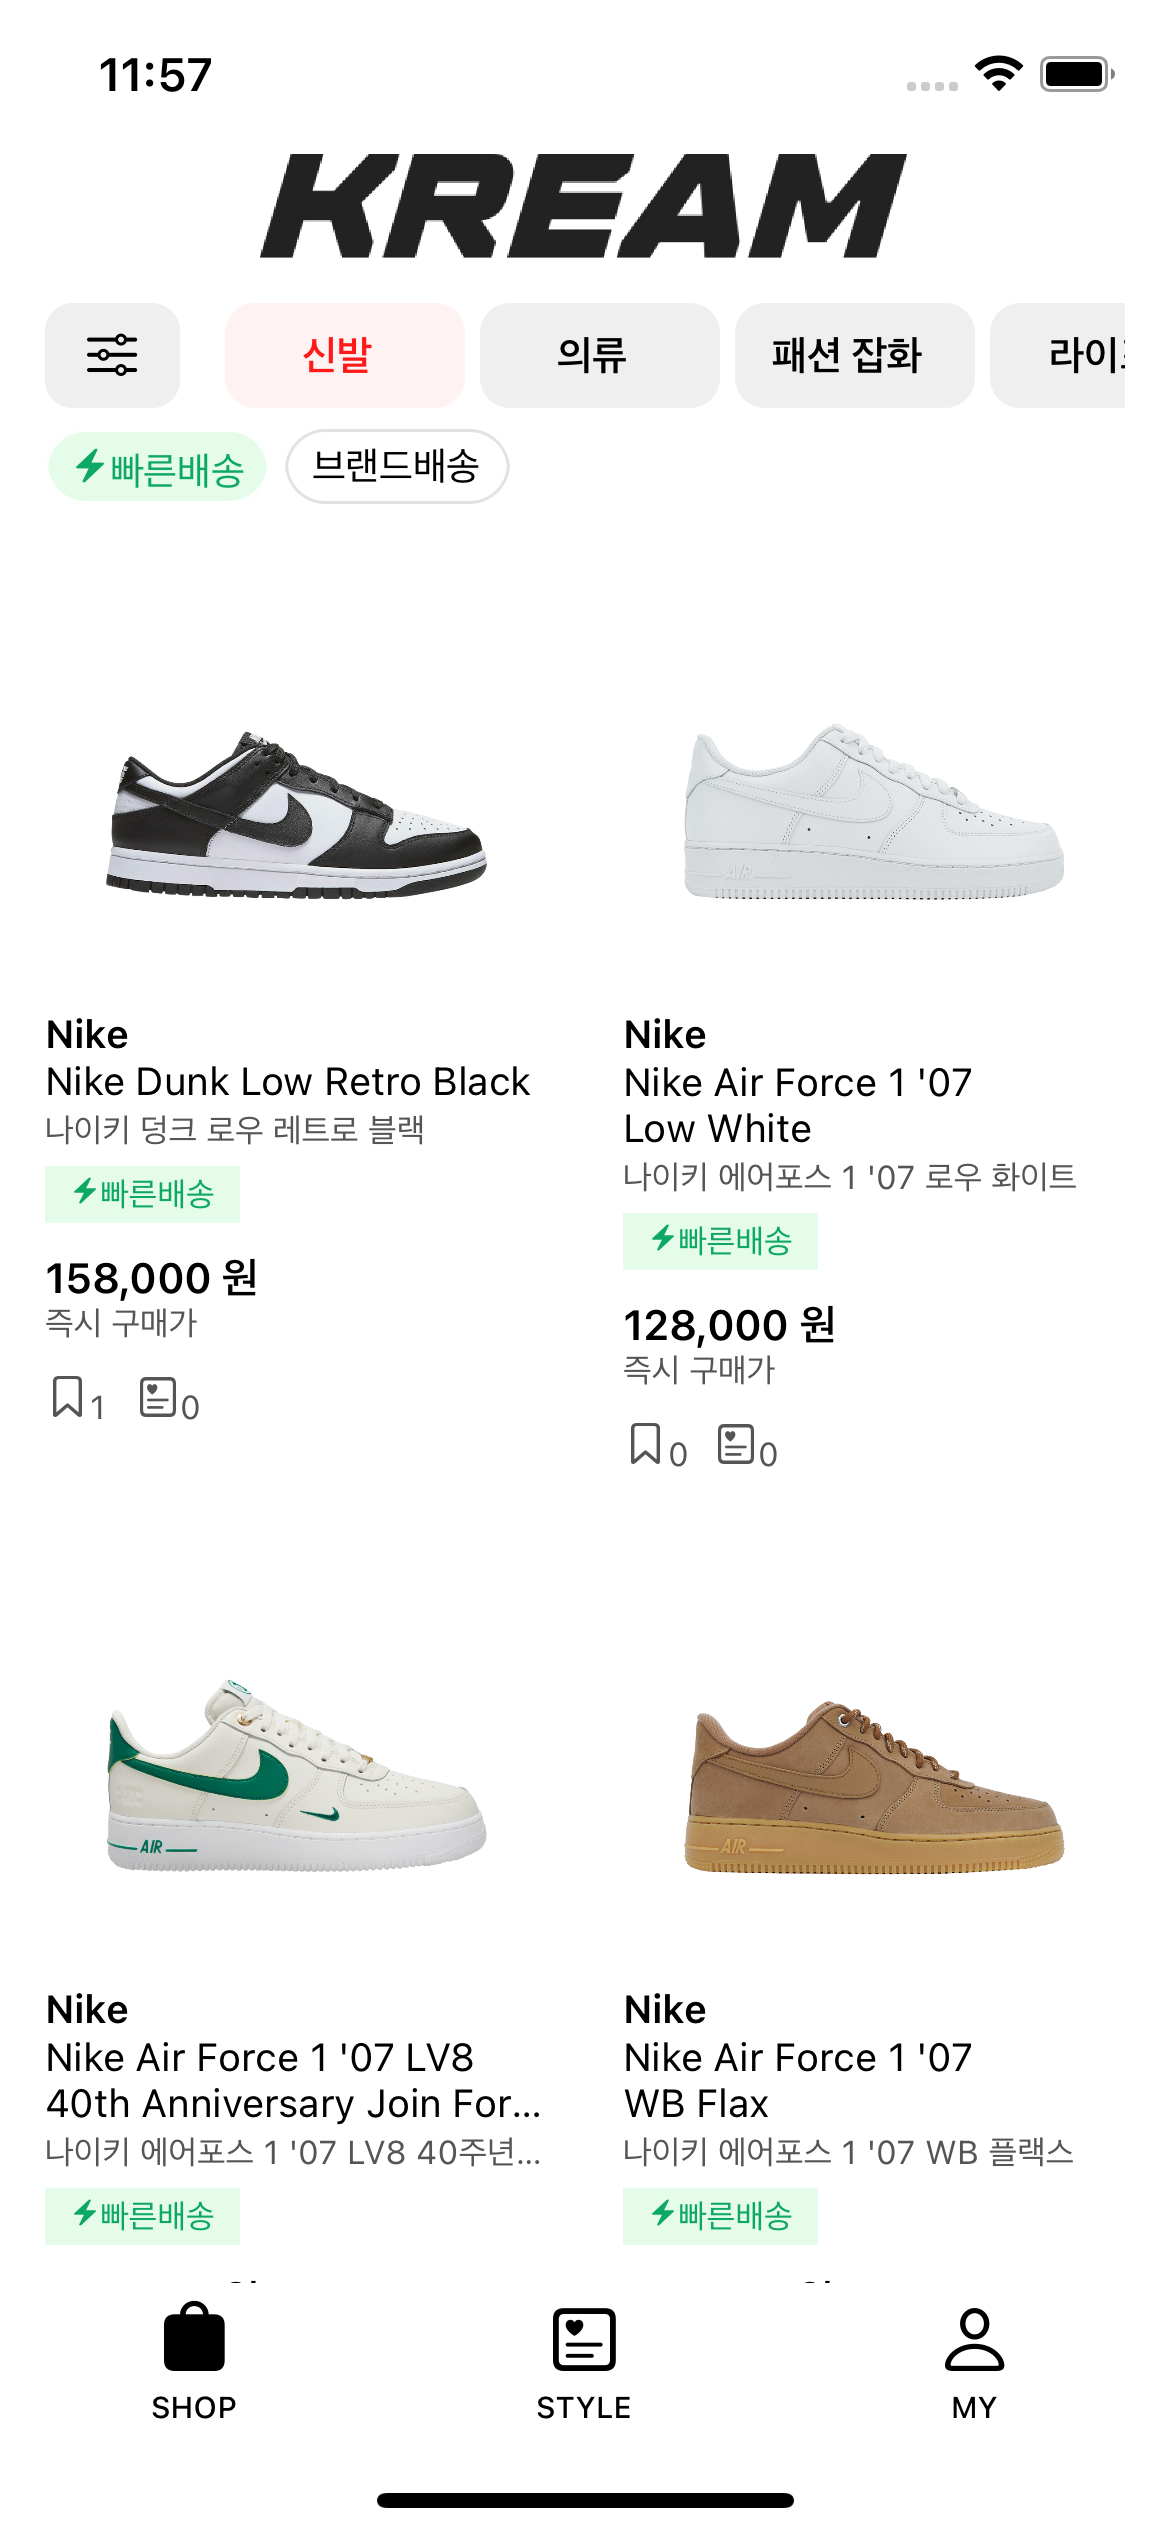 11:57
KREAM
신발 의류 패션 잡화
빠른배송 브랜드배송
Nike
Nike Dunk Low Retro Black
나이키 덩크 로우 레트로 블랙
빠른배송
158,000 원
즉시 구매가
1 0
Nike
Nike Air Force 1 '07
Low White
나이키 에어포스 1 '07 로우 화이트
빠른배송
128,000 원
즉시 구매가
0 0
AIR
Nike
Nike Air Force 1 '07 LV8
40th Anniversary Join For...
나이키 에어포스 1 '07 LV8 40주년...
빠른배송
AIR
Nike
Nike Air Force 1 '07
WB Flax
나이키 에어포스 1 '07 WB 플랙스
빠른배송
SHOP STYLE MY